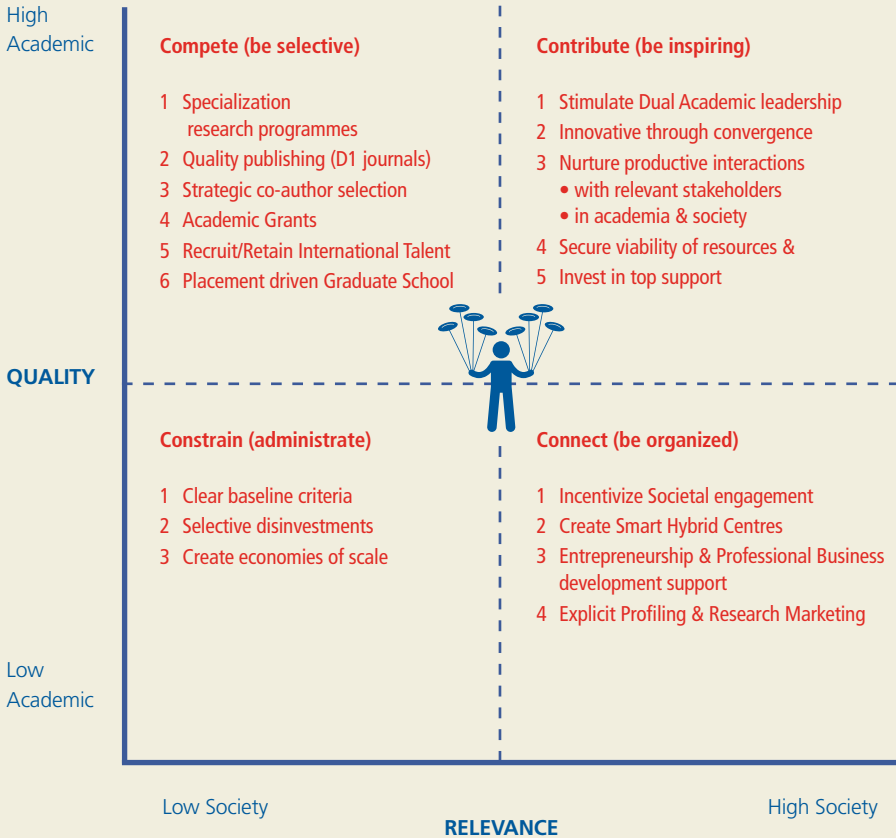 High
Academic
Compete (be selective)
1 Specialization
research programmes
2 Quality publishing (D1 journals)
3 Strategic co-author selection
4 Academic Grants
5 Recruit/Retain International Talent
6 Placement driven Graduate School
Contribute (be inspiring)
1 Stimulate Dual Academic leadership
2 Innovative through convergence
3 Nurture productive interactions
• with relevant stakeholders
• in academia & society
4 Secure viability of resources &
5 Invest in top support
QUALITY
Constrain (administrate)
1 Clear baseline criteria
2 Selective disinvestments
3 Create economies of scale
Connect (be organized)
1 Incentivize Societal engagement
2 Create Smart Hybrid Centres
3 Entrepreneurship & Professional Business
development support
4 Explicit Profiling & Research Marketing
Low
Academic
Low Society
RELEVANCE
High Society